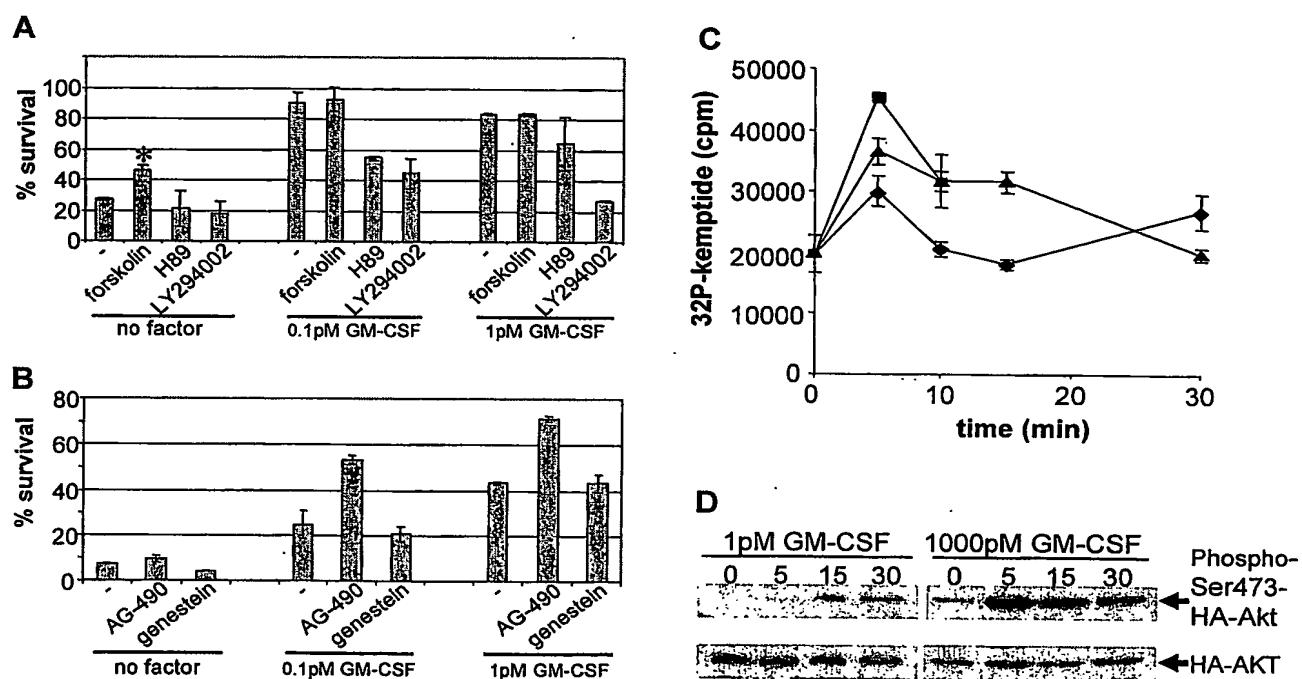 A
% survival
100
80
60
40
20
0
*
- forskolin H89 LY294002
- forskolin H89 LY294002
- forskolin H89 LY294002
no factor 0.1pM GM-CSF 1pM GM-CSF
B
% survival
80
60
40
20
0
- AG-490 genestein
- AG-490 genestein
- AG-490 genestein
no factor 0.1pM GM-CSF 1pM GM-CSF
C
32P-kemptide (cpm)
50000
40000
30000
20000
10000
0
0 10 20 30
time (min)
D
1pM GM-CSF 1000pM GM-CSF
0 5 15 30 0 5 15 30
Phospho-
Ser473-
HA-Akt
HA-AKT